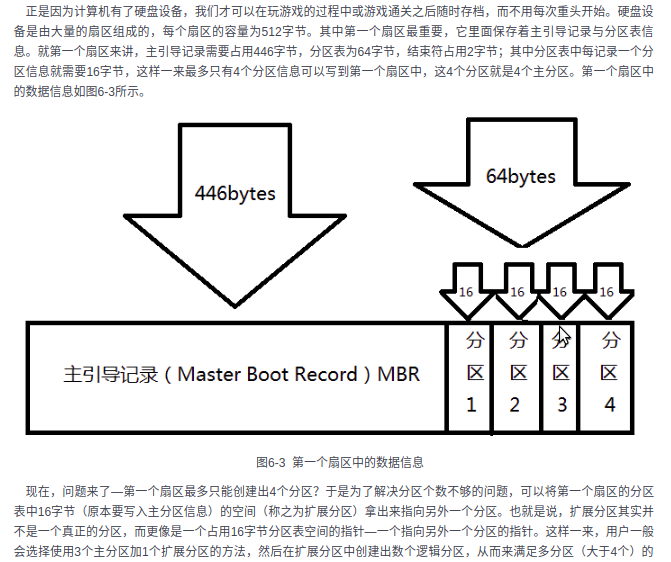 正是因为计算机有了硬盘设备，我们才可以在玩游戏的过程中或游戏通关之后随时存档，而不用每次重头开始。硬盘设
备是由大量的扇区组成的，每个扇区的容量为512字节。其中第一个扇区最重要，它里面保存着主引导记录与分区表信
息。就第一个扇区来讲，主引导记录需要占用446字节，分区表为64字节，结束符占用2字节；其中分区表中每记录一个分
区信息就需要16字节，这样一来最多只有4个分区信息可以写到第一个扇区中，这4个分区就是4个主分区。第一个扇区中
的数据信息如图6-3所示。
446bytes
64bytes
16 16 16 16
主引导记录（Master Boot Record）MBR
分区1
分区2
分区3
分区4
图6-3 第一个扇区中的数据信息
现在，问题来了—第一个扇区最多只能创建出4个分区？于是为了解决分区个数不够的问题，可以将第一个扇区的分区
表中16字节（原本要写入主分区信息）的空间（称之为扩展分区）拿出来指向另外一个分区。也就是说，扩展分区其实并
不是一个真正的分区，而更像是一个占用16字节分区表空间的指针—一个指向另外一个分区的指针。这样一来，用户一般
会选择使用3个主分区加1个扩展分区的方法，然后在扩展分区中创建出数个逻辑分区，从而来满足多分区（大于4个）的